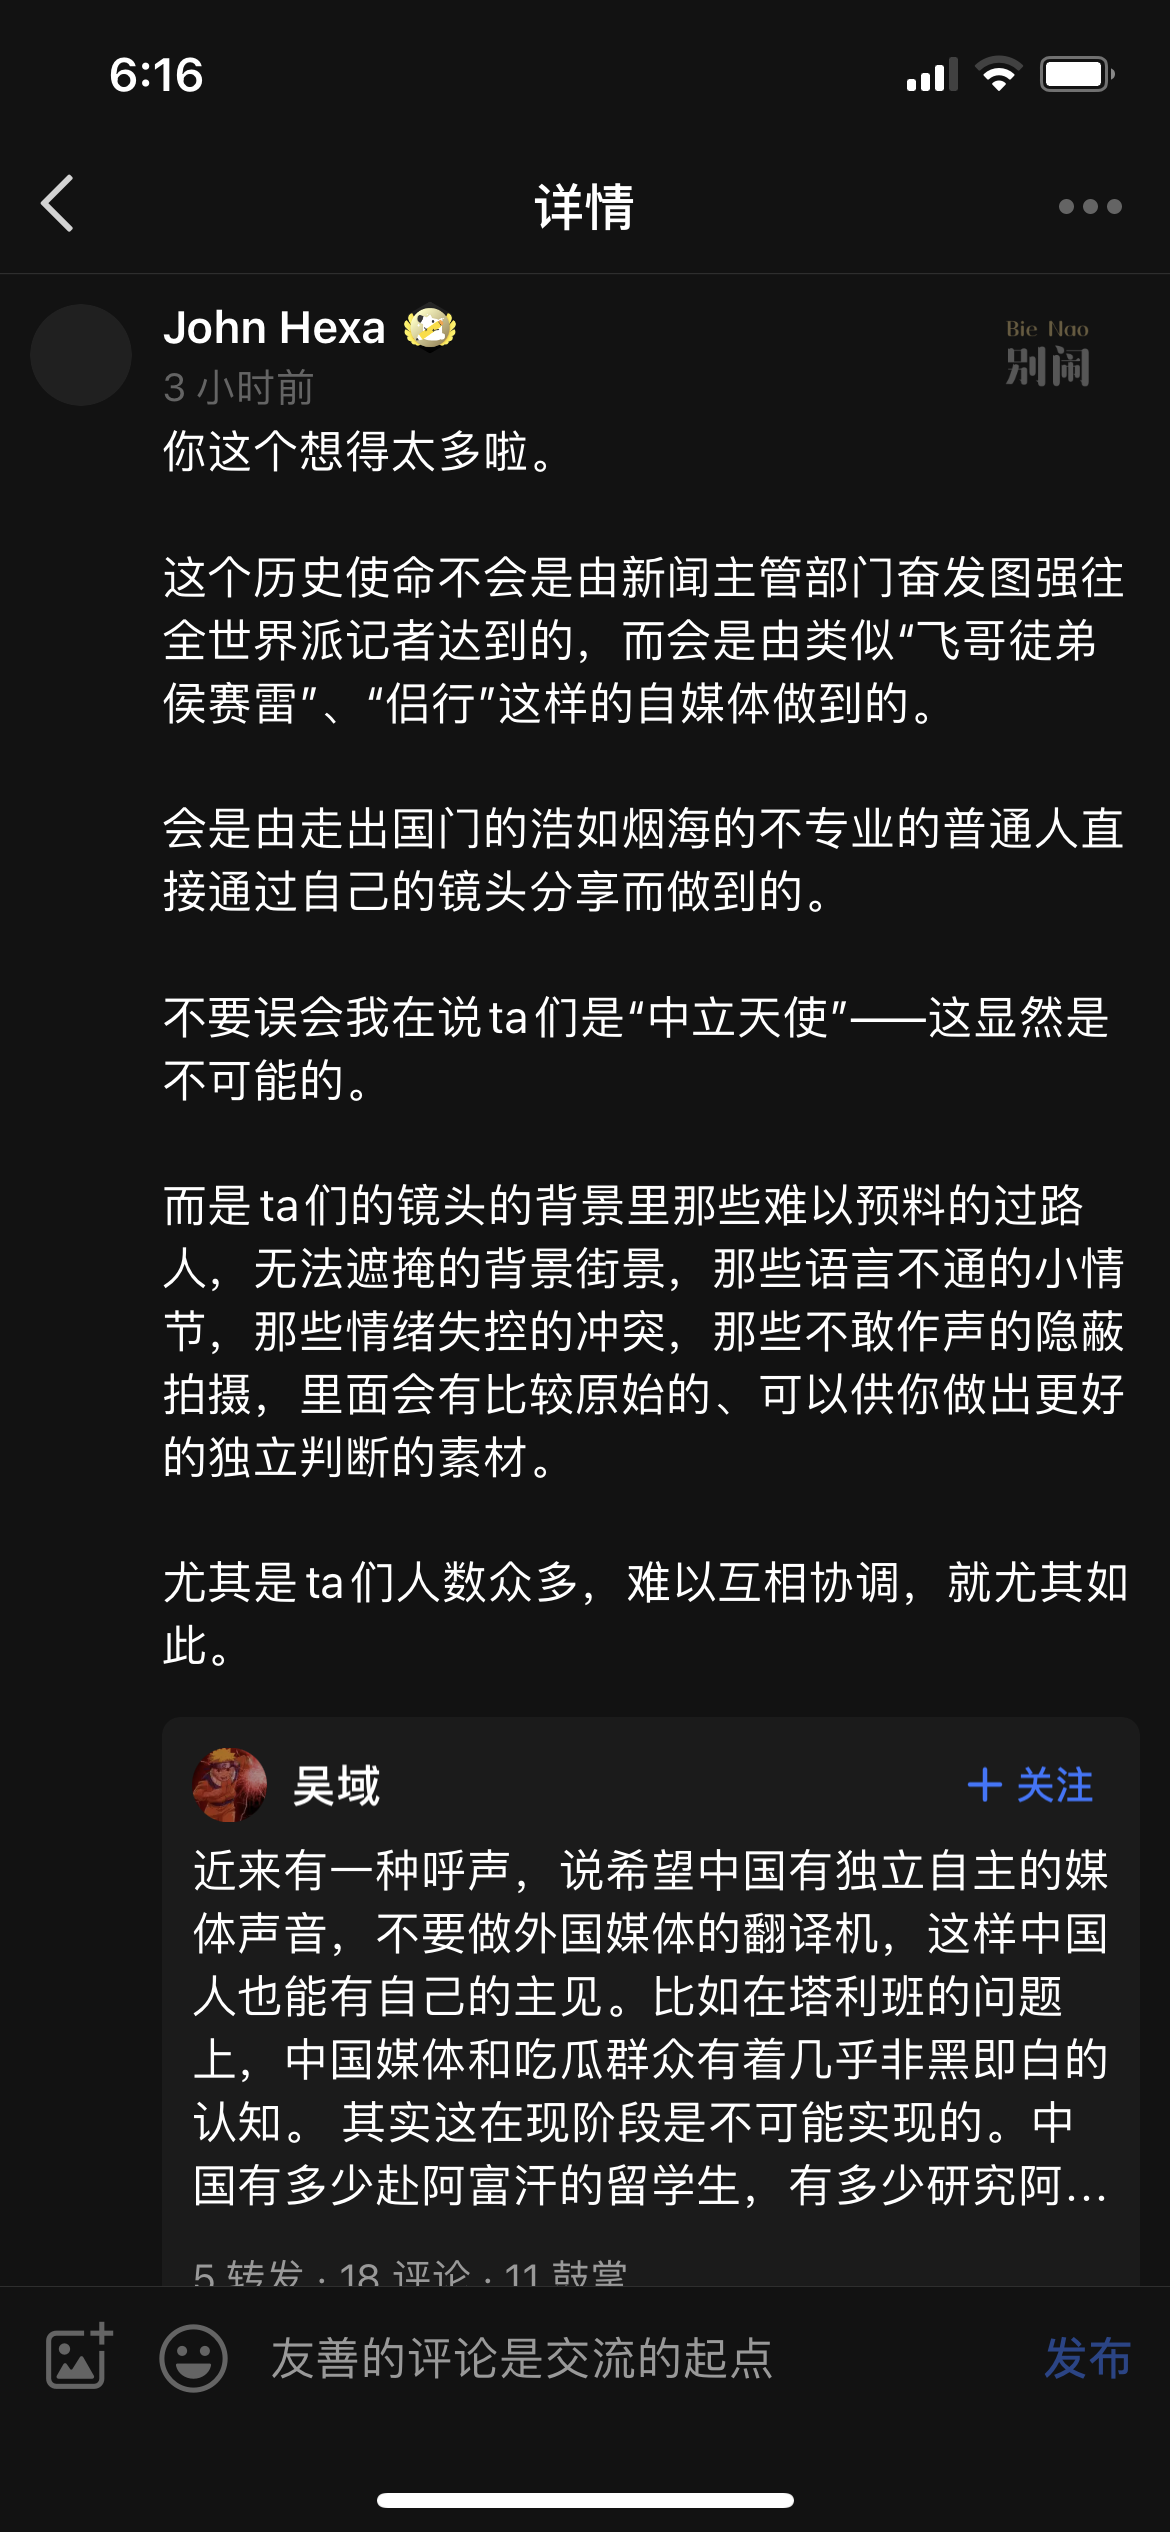 6:16
详情
John Hexa
Bie Nao
别闹
3 小时前
你这个想得太多啦。
这个历史使命不会是由新闻主管部门奋发图强往
全世界派记者达到的，而会是由类似“飞哥徒弟
侯赛雷”、“侣行”这样的自媒体做到的。
会是由走出国门的浩如烟海的不专业的普通人直
接通过自己的镜头分享而做到的。
不要误会我在说ta们是“中立天使”——这显然是
不可能的。
而是ta们的镜头的背景里那些难以预料的过路
人，无法遮掩的背景街景，那些语言不通的小情
节，那些情绪失控的冲突，那些不敢作声的隐蔽
拍摄，里面会有比较原始的、可以供你做出更好
的独立判断的素材。
尤其是ta们人数众多，难以互相协调，就尤其如
此。
吴域
＋ 关注
近来有一种呼声，说希望中国有独立自主的媒
体声音，不要做外国媒体的翻译机，这样中国
人也能有自己的主见。比如在塔利班的问题
上，中国媒体和吃瓜群众有着几乎非黑即白的
认知。 其实这在现阶段是不可能实现的。中
国有多少赴阿富汗的留学生，有多少研究阿...
5 转发 · 18 评论 · 11 鼓掌
友善的评论是交流的起点
发布